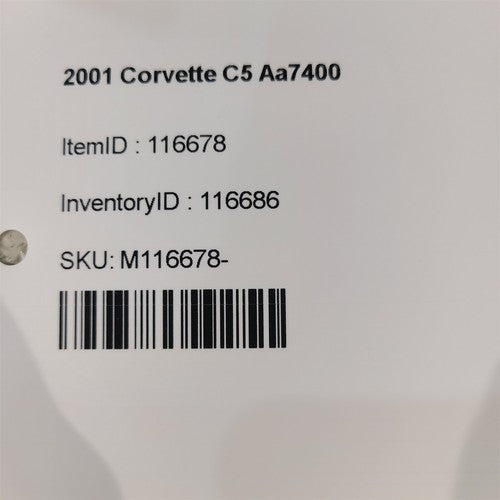 2001 Corvette C5 Aa7400
ItemID : 116678
InventoryID : 116686
SKU: M116678-